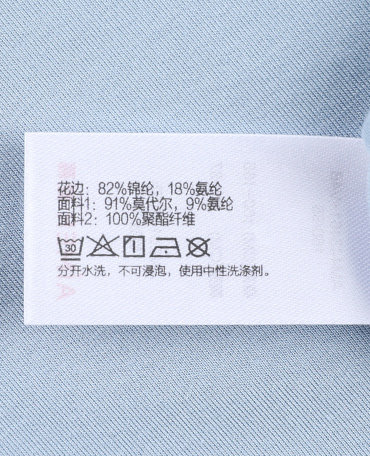 花边：82%锦纶，18%氨纶
面料1：91%莫代尔，9%氨纶
面料2：100%聚酯纤维
30
分开水洗，不可浸泡，使用中性洗涤剂。